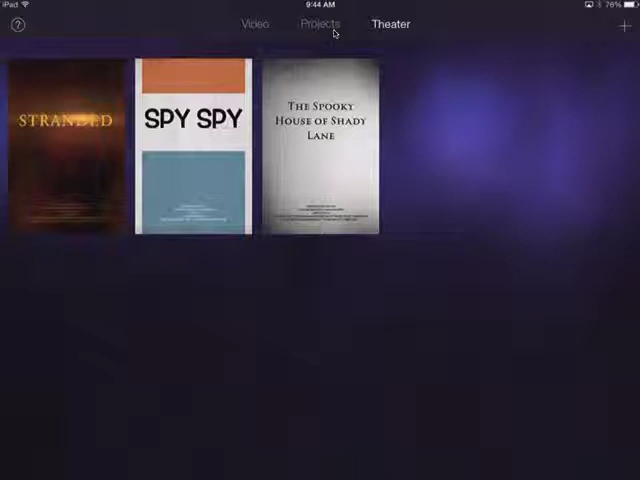 iPad
9:44 AM
76%
?
Video
Projects
Theater
STRANDED
SPY SPY
THE SPOOKY
HOUSE OF SHADY
LANE